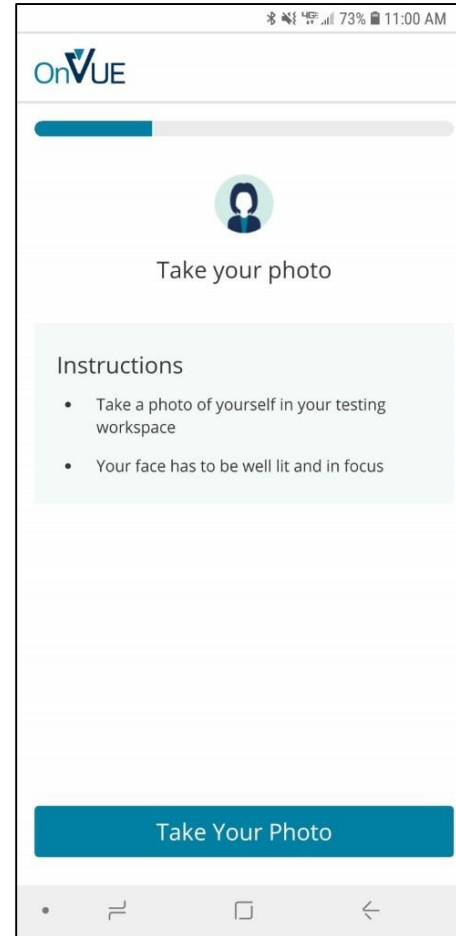 73% 11:00 AM
OnVUE
Take your photo
Instructions
• Take a photo of yourself in your testing
workspace
• Your face has to be well lit and in focus
Take Your Photo